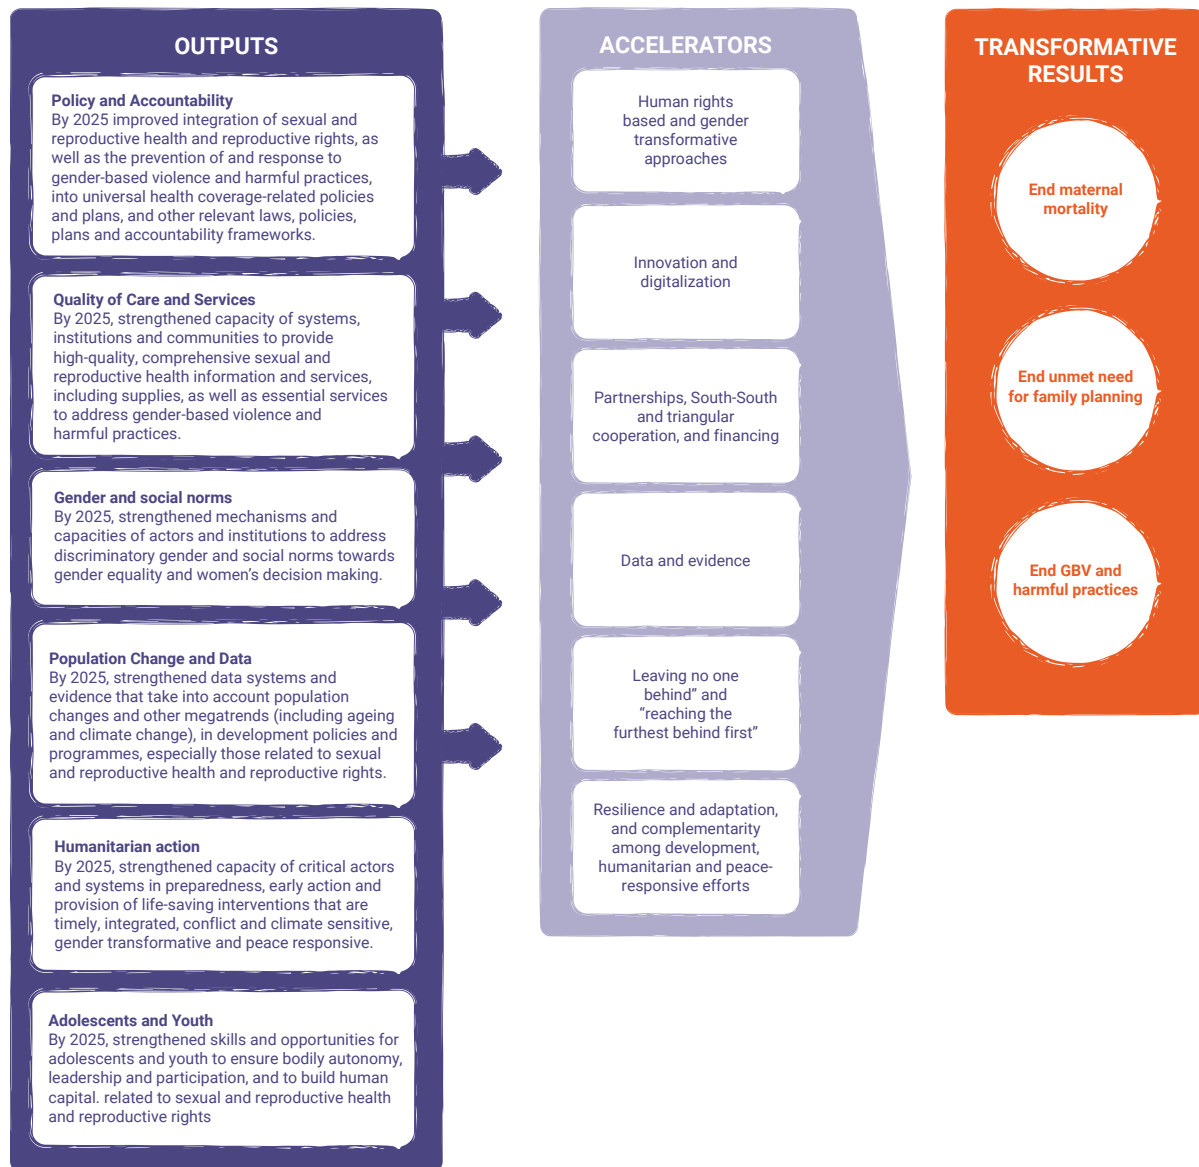 OUTPUTS
Policy and Accountability
By 2025 improved integration of sexual and
reproductive health and reproductive rights, as
well as the prevention of and response to
gender-based violence and harmful practices,
into universal health coverage-related policies
and plans, and other relevant laws, policies,
plans and accountability frameworks.
Quality of Care and Services
By 2025, strengthened capacity of systems,
institutions and communities to provide
high-quality, comprehensive sexual and
reproductive health information and services,
including supplies, as well as essential services
to address gender-based violence and
harmful practices.
Gender and social norms
By 2025, strengthened mechanisms and
capacities of actors and institutions to address
discriminatory gender and social norms towards
gender equality and women's decision making.
Population Change and Data
By 2025, strengthened data systems and
evidence that take into account population
changes and other megatrends (including ageing
and climate change), in development policies and
programmes, especially those related to sexual
and reproductive health and reproductive rights.
Humanitarian action
By 2025, strengthened capacity of critical actors
and systems in preparedness, early action and
provision of life-saving interventions that are
timely, integrated, conflict and climate sensitive,
gender transformative and peace responsive.
Adolescents and Youth
By 2025, strengthened skills and opportunities for
adolescents and youth to ensure bodily autonomy,
leadership and participation, and to build human
capital. related to sexual and reproductive health
and reproductive rights
ACCELERATORS
Human rights
based and gender
transformative
approaches
Innovation and
digitalization
Partnerships, South-South
and triangular
cooperation, and financing
Data and evidence
Leaving no one
behind” and
“reaching the
furthest behind first”
Resilience and adaptation,
and complementarity
among development,
humanitarian and peace-
responsive efforts
TRANSFORMATIVE
RESULTS
End maternal
mortality
End unmet need
for family planning
End GBV and
harmful practices